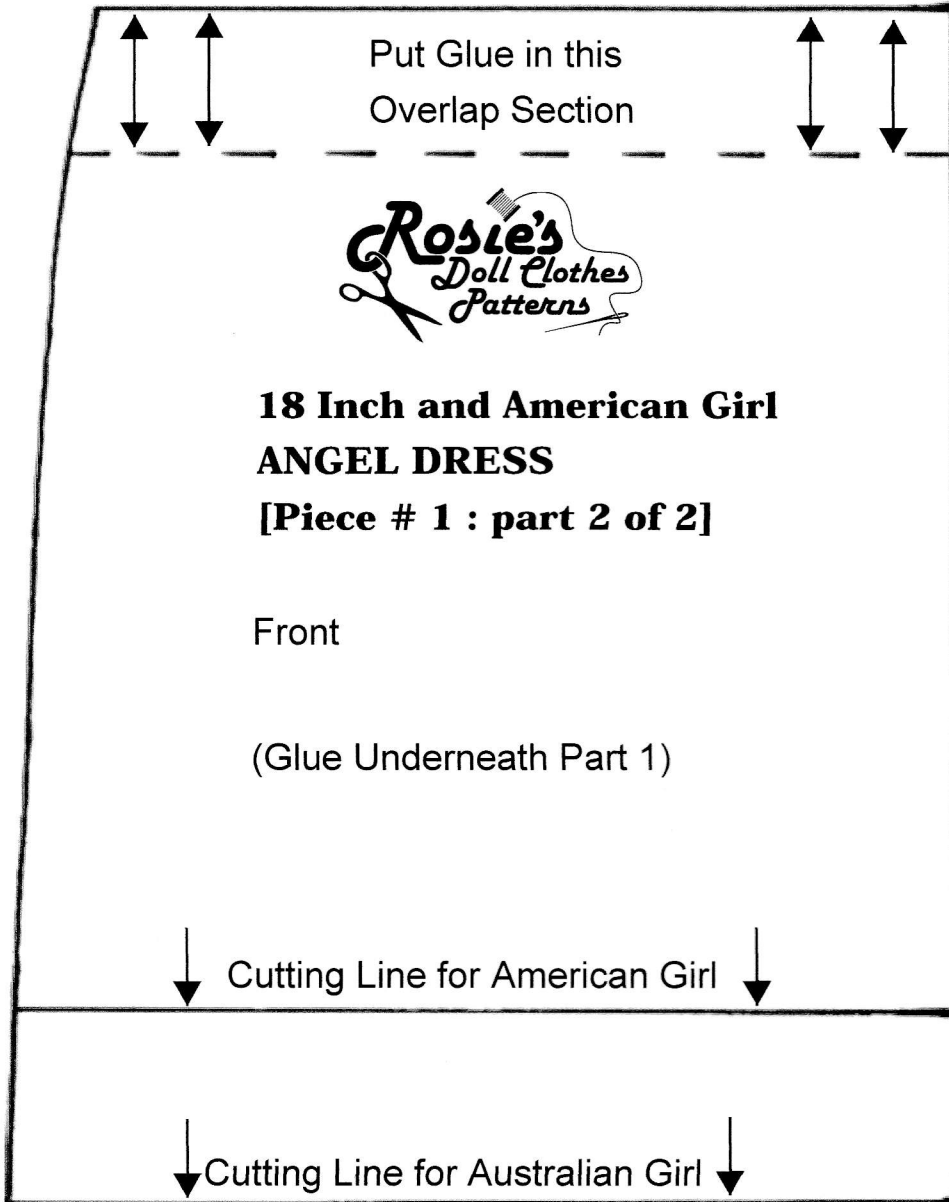 Put Glue in this
Overlap Section
Rosie's
Doll Clothes
Patterns
18 Inch and American Girl
ANGEL DRESS
[Piece # 1 : part 2 of 2]
Front
(Glue Underneath Part 1)
Cutting Line for American Girl
Cutting Line for Australian Girl